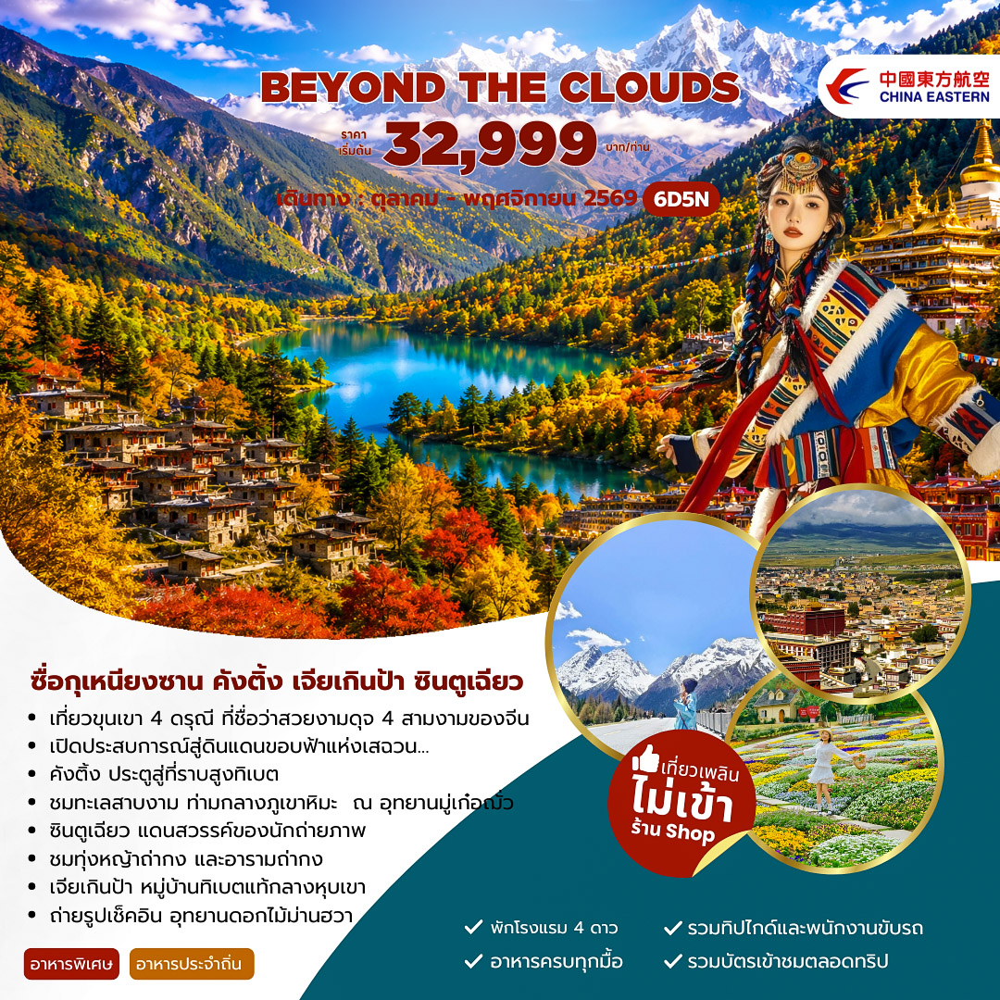 BEYOND THE CLOUDS
中國東方航空
CHINA EASTERN
ราคา
เริ่มต้น
32,999
บาท/ท่าน
เดินทาง : ตุลาคม - พฤศจิกายน 2569 6D5N
ซื่อกุเหนียงซาน คังติ้ง เจียเกินป้า ซินตูเฉียว
• เที่ยวขุนเขา 4 ดรุณี ที่ชื่อว่าสวยงามดุจ 4 สามงามของจีน
• เปิดประสบการณ์สู่ดินแดนขอบฟ้าแห่งเสฉวน...
• คังติ้ง ประตูสู่ที่ราบสูงทิเบต
• ชมทะเลสาบงาม ท่ามกลางภูเขาหิมะ ณ อุทยานมู่เก๋อฌั่ว
• ซินตูเฉียว แดนสวรรค์ของนักถ่ายภาพ
• ชมทุ่งหญ้าถ่ากง และอารามถ่ากง
• เจียเกินป้า หมู่บ้านทิเบตแท้กลางหุบเขา
• ถ่ายรูปเช็คอิน อุทยานดอกไม้ม่านฮวา
เที่ยวเพลิน
ไม่เข้า
ร้าน Shop
พักโรงแรม 4 ดาว
รวมทิปไกด์และพนักงานขับรถ
อาหารครบทุกมื้อ
รวมบัตรเข้าชมตลอดทริป
อาหารพิเศษ
อาหารประจำถิ่น